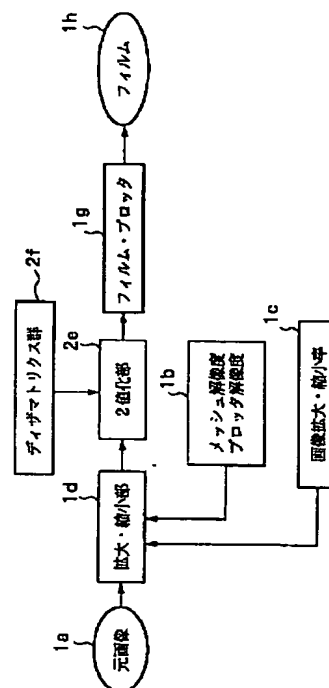 1a
元画像
1d
拡大・縮小部
2f
ディザマトリクス群
2e
2値化部
1g
フィルム・プロッタ
1h
フィルム
1b
メッシュ解像度
プロッタ解像度
1c
画像拡大・縮小率